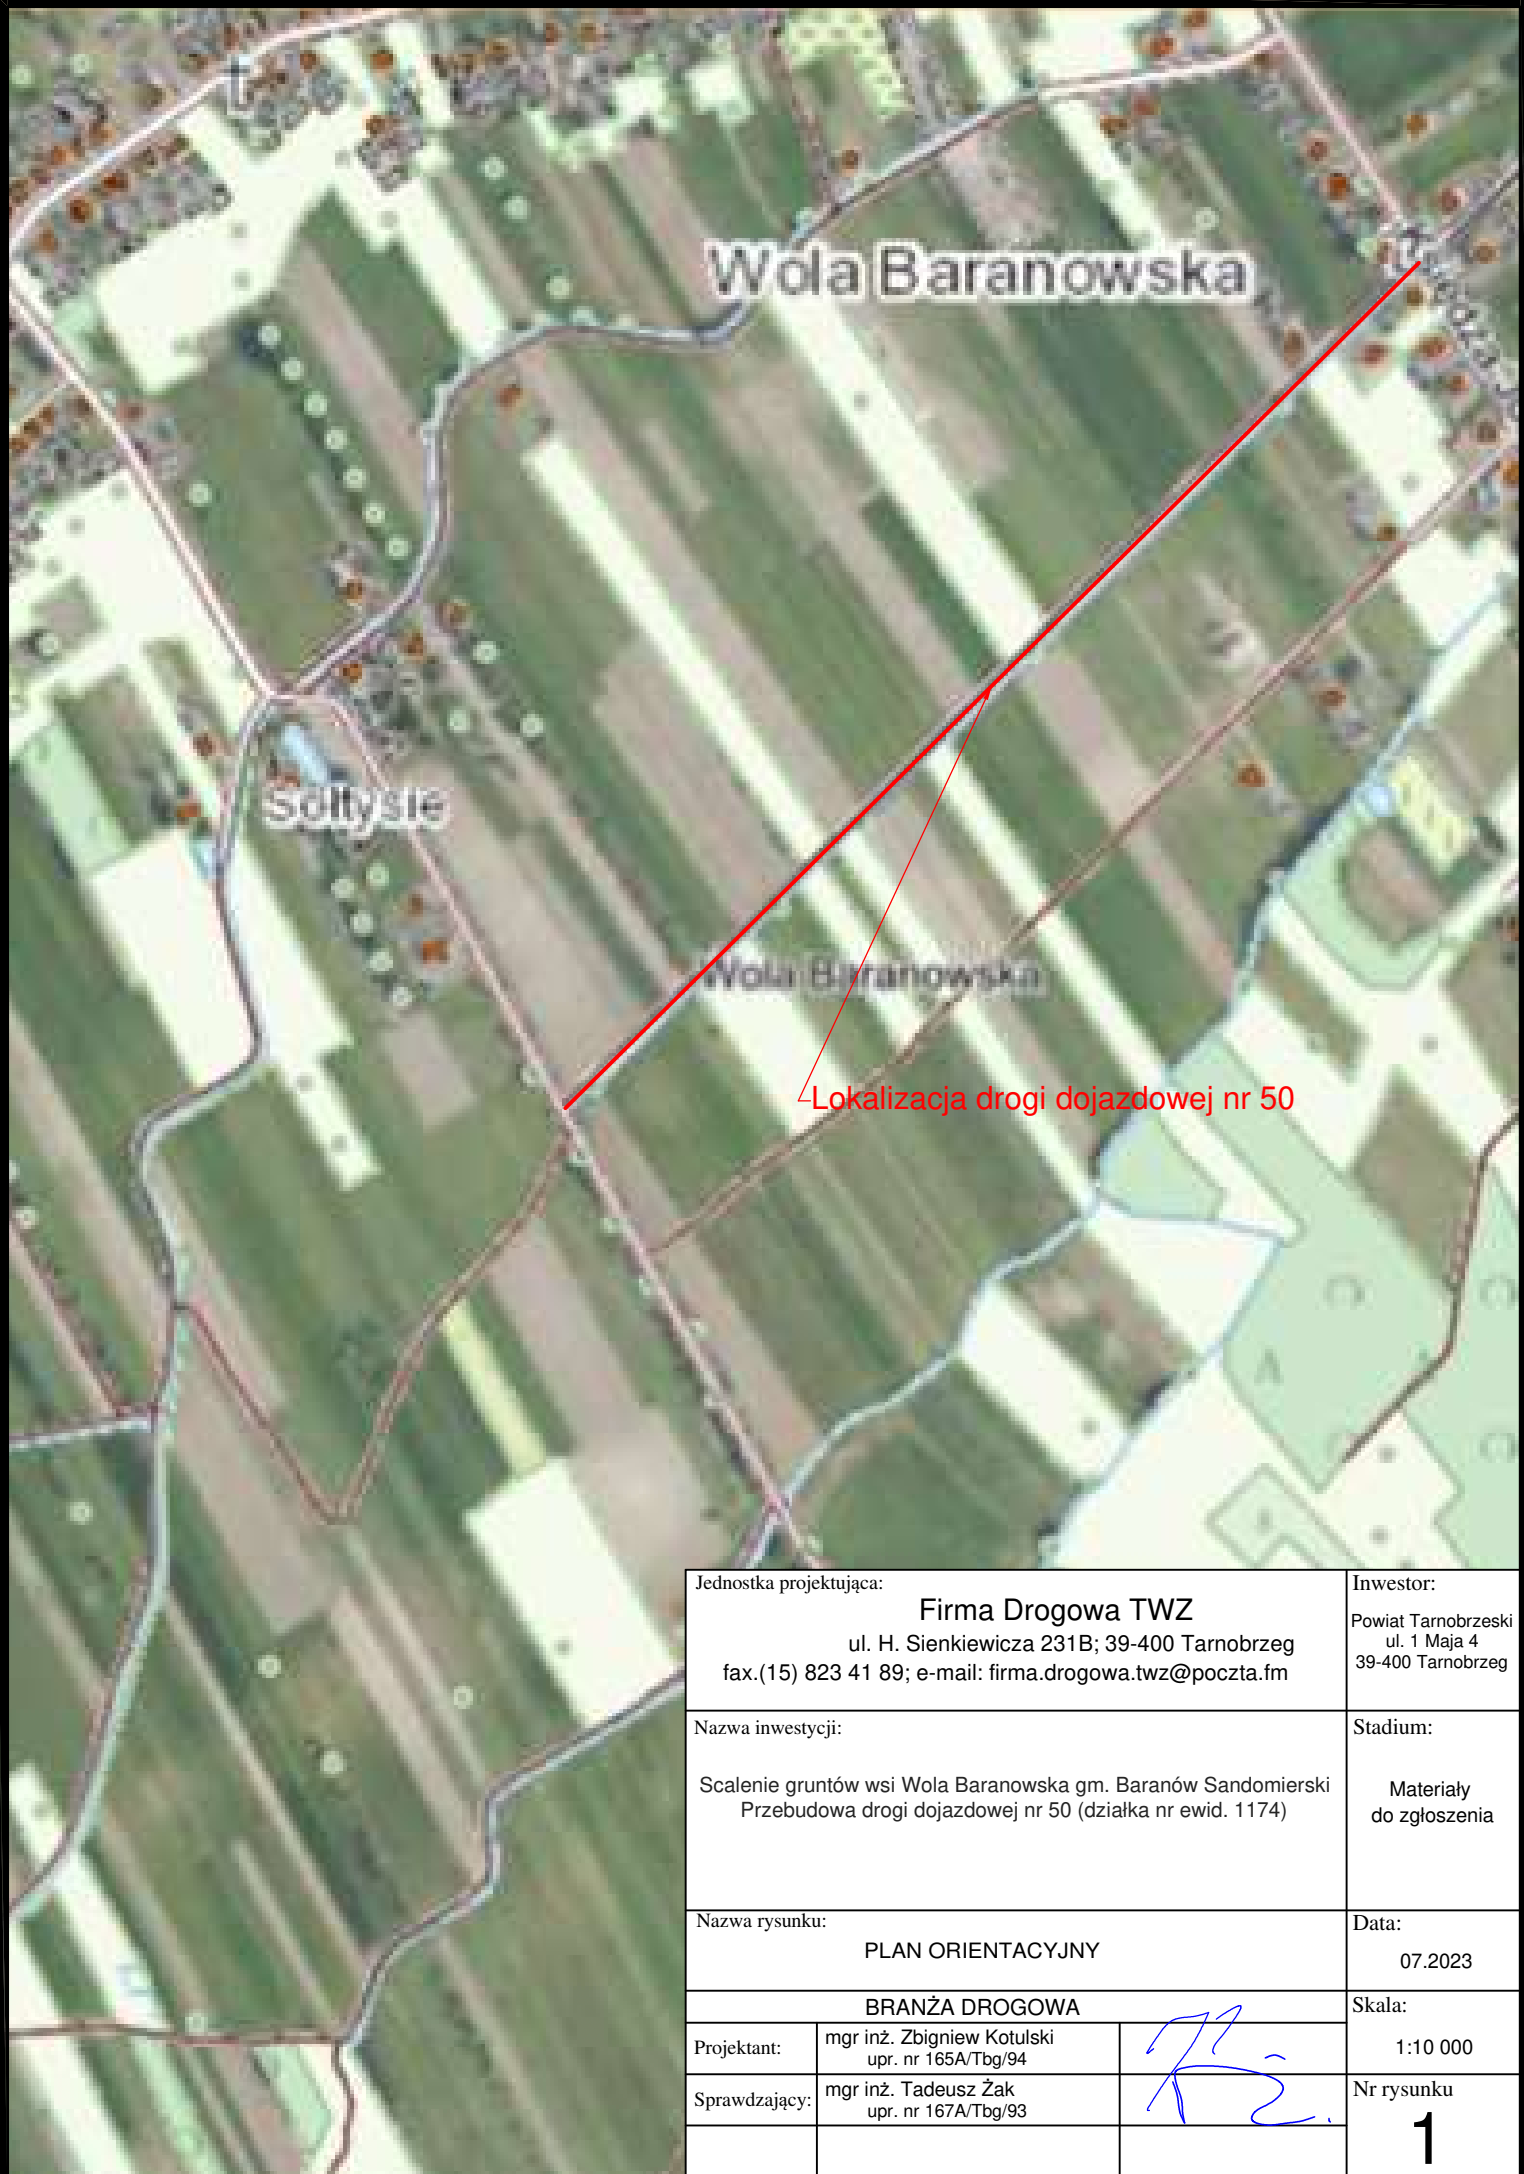 Wola Baranowska
Sołtysie
Wola Baranowska
Lokalizacja drogi dojazdowej nr 50
Jednostka projektująca:
Firma Drogowa TWZ
ul. H. Sienkiewicza 231B; 39-400 Tarnobrzeg
fax.(15) 823 41 89; e-mail: firma.drogowa.twz@poczta.fm
Inwestor:
Powiat Tarnobrzeski
ul. 1 Maja 4
39-400 Tarnobrzeg
Nazwa inwestycji:
Scalenie gruntów wsi Wola Baranowska gm. Baranów Sandomierski
Przebudowa drogi dojazdowej nr 50 (działka nr ewid. 1174)
Stadium:
Materiały
do zgłoszenia
Nazwa rysunku:
PLAN ORIENTACYJNY
Data:
07.2023
BRANŻA DROGOWA
Skala:
1:10 000
Projektant:
mgr inż. Zbigniew Kotulski
upr. nr 165A/Tbg/94
Sprawdzający:
mgr inż. Tadeusz Żak
upr. nr 167A/Tbg/93
Nr rysunku
1